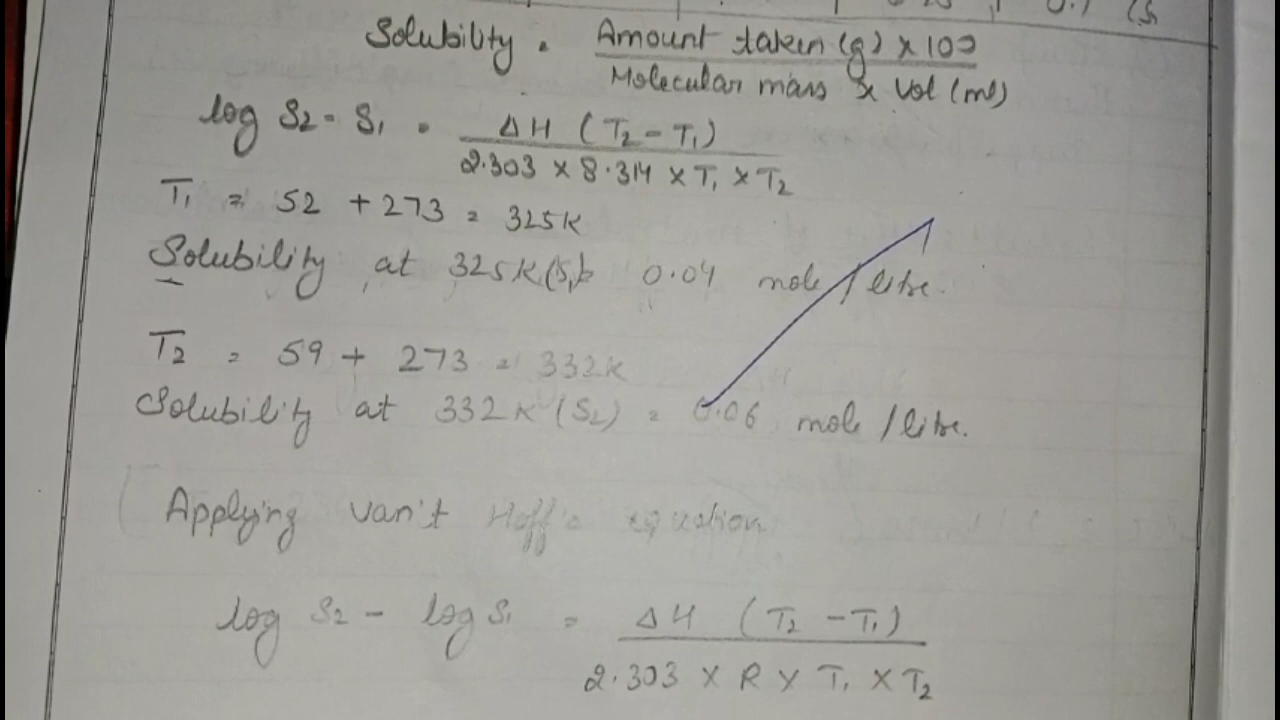 Solubility = Amount taken (g) x 100
Molecular mass x Vol (ml)
log S2 - S1 = ΔH (T2 - T1)
2.303 x 8.314 x T1 x T2
T1 = 52 + 273 = 325K
Solubility at 325K (S1) 0.04 mole / litre.
T2 = 59 + 273 = 332K
Solubility at 332K (S2) = 0.06 mole / litre.
Applying Van't Hoff's equation
log S2 - log S1 = ΔH (T2 - T1)
2.303 x R x T1 x T2